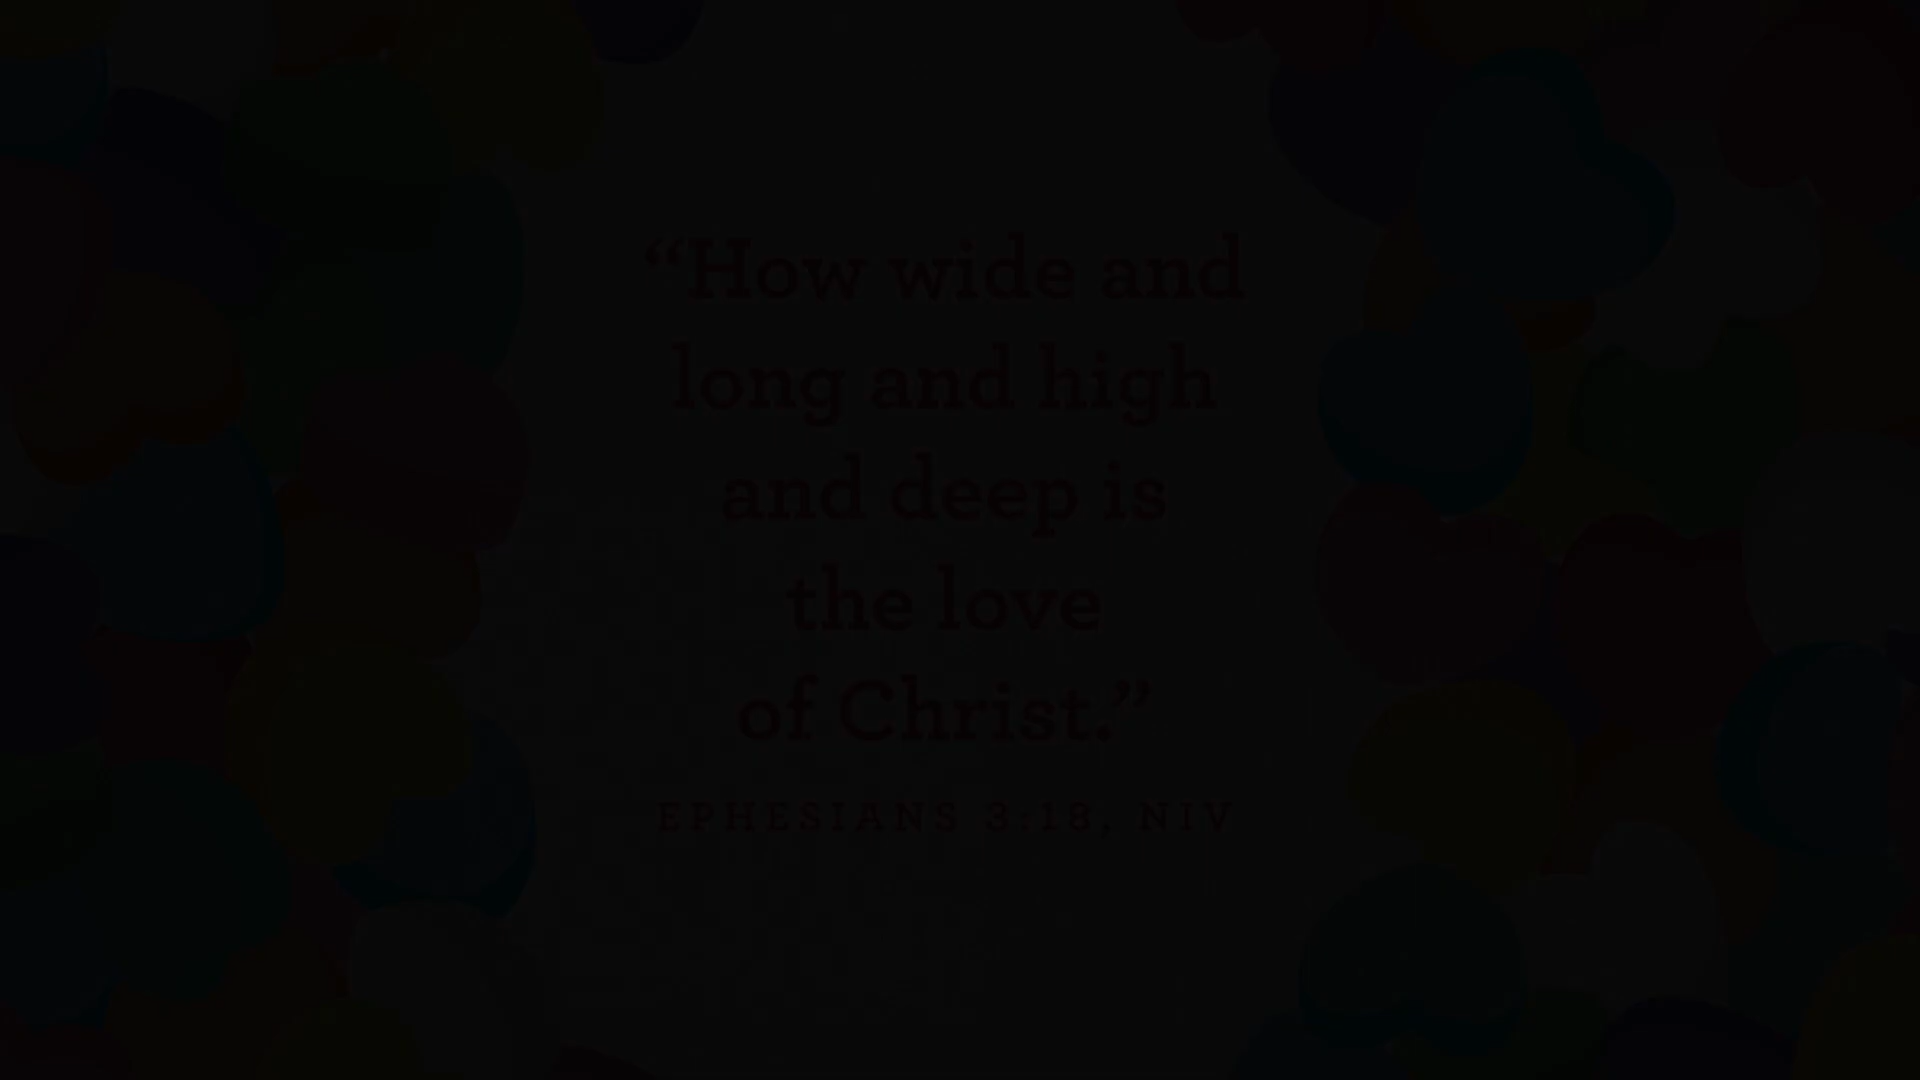 “How wide and
long and high
and deep is
the love
of Christ.”
EPHESIANS 3:18, NIV